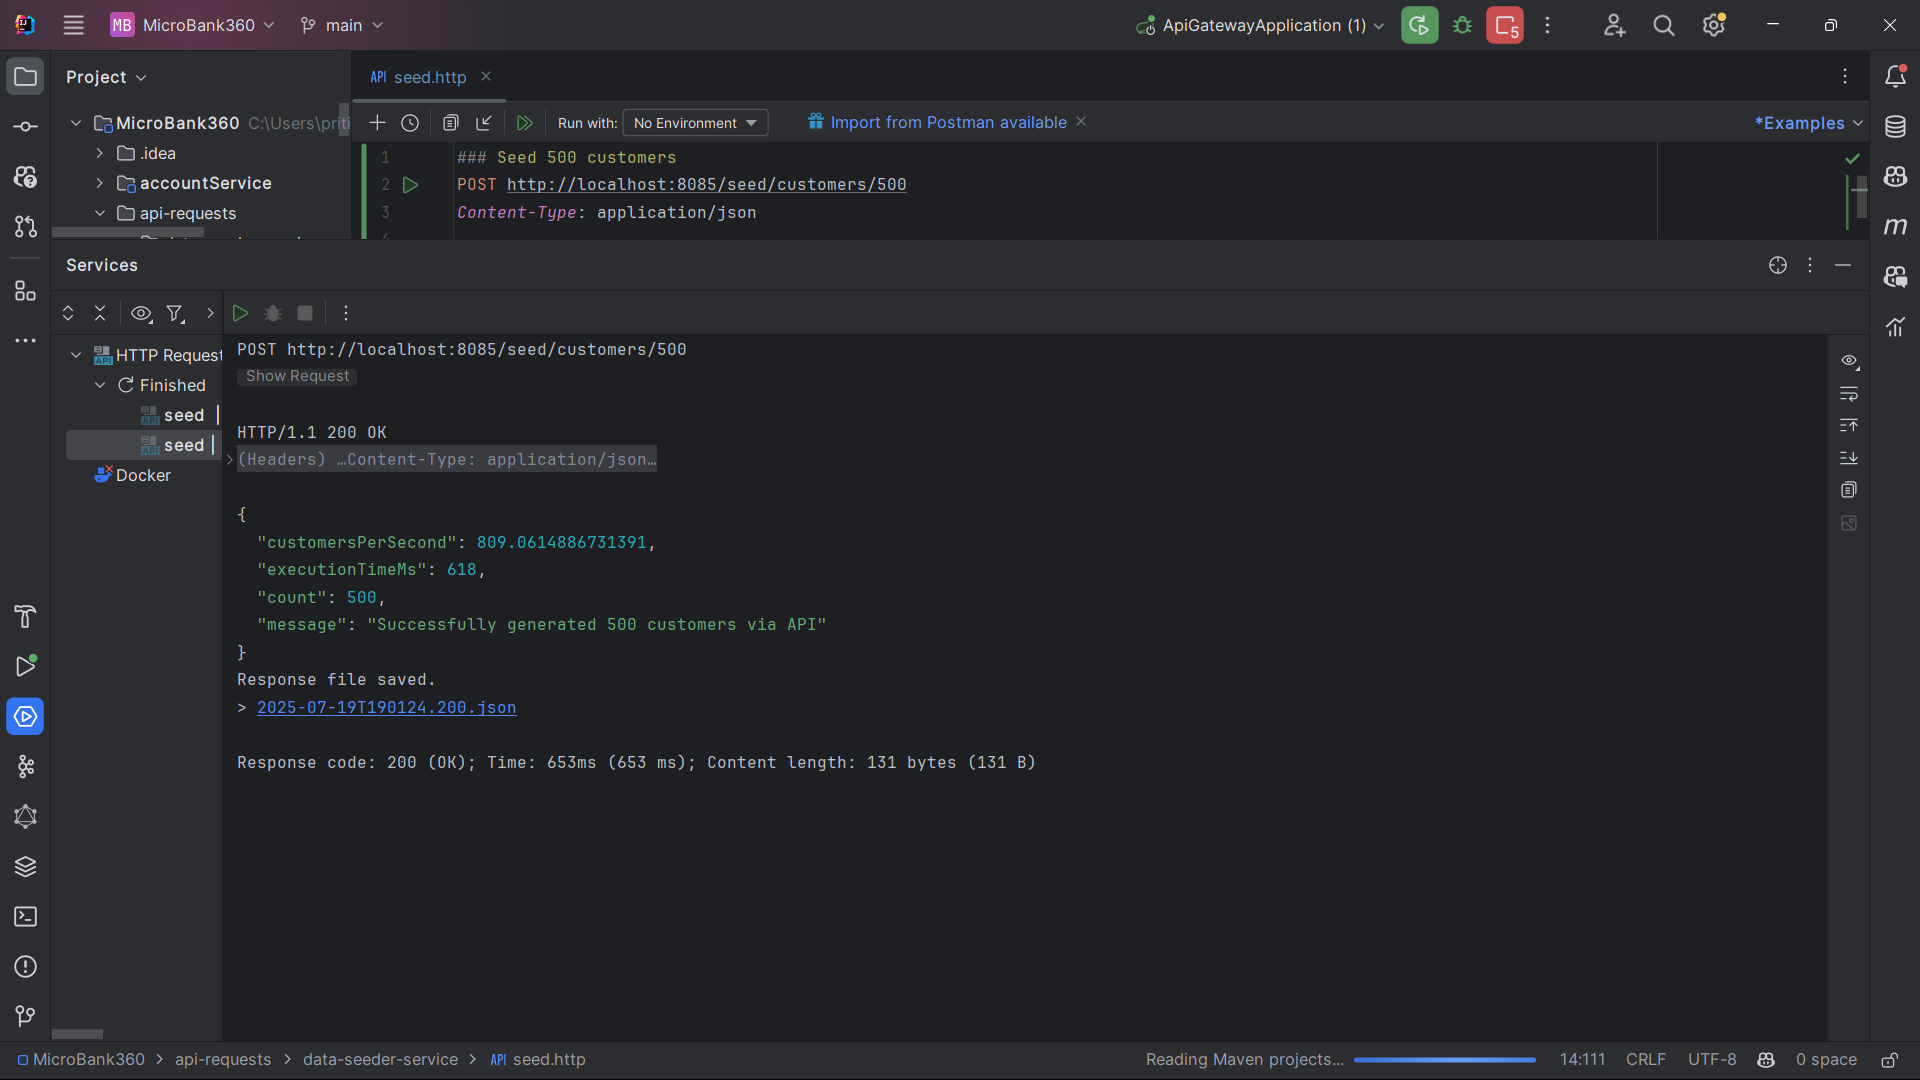 MB MicroBank360 main ApiGatewayApplication (1) 5
Project
API seed.http
MicroBank360 C:\Users\priti
.idea
accountService
api-requests
Run with: No Environment Import from Postman available *Examples
1 ### Seed 500 customers
2 POST http://localhost:8085/seed/customers/500
3 Content-Type: application/json
Services
HTTP Request
Finished
seed
seed
Docker
POST http://localhost:8085/seed/customers/500
Show Request
HTTP/1.1 200 OK
(Headers) …Content-Type: application/json…
{
"customersPerSecond": 809.0614886731391,
"executionTimeMs": 618,
"count": 500,
"message": "Successfully generated 500 customers via API"
}
Response file saved.
> 2025-07-19T190124.200.json
Response code: 200 (OK); Time: 653ms (653 ms); Content length: 131 bytes (131 B)
MicroBank360 > api-requests > data-seeder-service > API seed.http
Reading Maven projects... 14:111 CRLF UTF-8 0 space